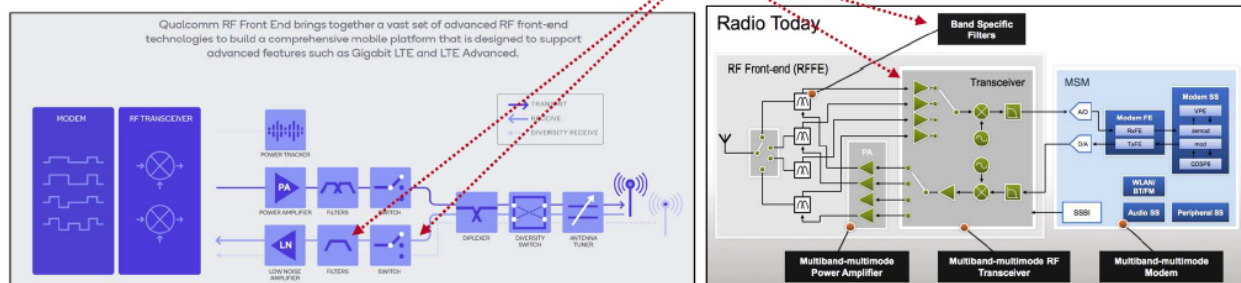 Qualcomm RF Front End brings together a vast set of advanced RF front-end
technologies to build a comprehensive mobile platform that is designed to support
advanced features such as Gigabit LTE and LTE Advanced.
MODEM
RF TRANSCEIVER
TRANSMIT
RECEIVE
DIVERSITY RECEIVE
POWER TRACKER
PA
POWER AMPLIFIER
FILTERS
SWITCH
LN
LOW NOISE
AMPLIFIER
FILTERS
SWITCH
DIPLEXER
DIVERSITY
SWITCH
ANTENNA
TUNER
Radio Today
Band Specific
Filters
RF Front-end (RFFE)
Transceiver
MSM
PA
A/D
D/A
Modem FE
RxFE
TxFE
Modem SS
VPE
demod
mod
QDSP6
WLAN/
BT/FM
SSBI
Audio SS
Peripheral SS
Multiband-multimode
Power Amplifier
Multiband-multimode RF
Transceiver
Multiband-multimode
Modem